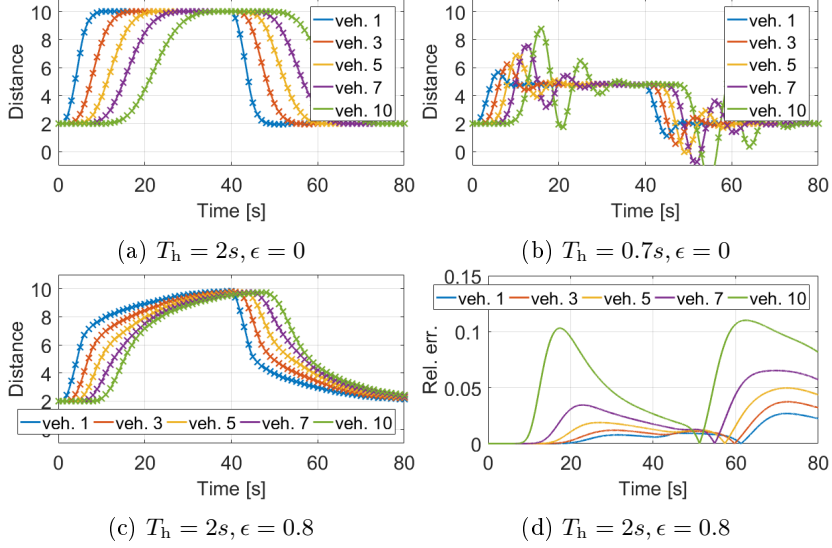 10
8
6
4
2
0
Distance
0
20
40
60
80
Time [s]
veh. 1
veh. 3
veh. 5
veh. 7
veh. 10
(a) Th = 2s, ϵ = 0
10
8
6
4
2
0
Distance
0
20
40
60
80
Time [s]
veh. 1
veh. 3
veh. 5
veh. 7
veh. 10
(b) Th = 0.7s, ϵ = 0
10
8
6
4
2
Distance
veh. 1 veh. 3 veh. 5 veh. 7 veh. 10
0
20
40
60
80
Time [s]
(c) Th = 2s, ϵ = 0.8
0.15
0.1
0.05
0
Rel. err.
veh. 1 veh. 3 veh. 5 veh. 7 veh. 10
0
20
40
60
80
Time [s]
(d) Th = 2s, ϵ = 0.8